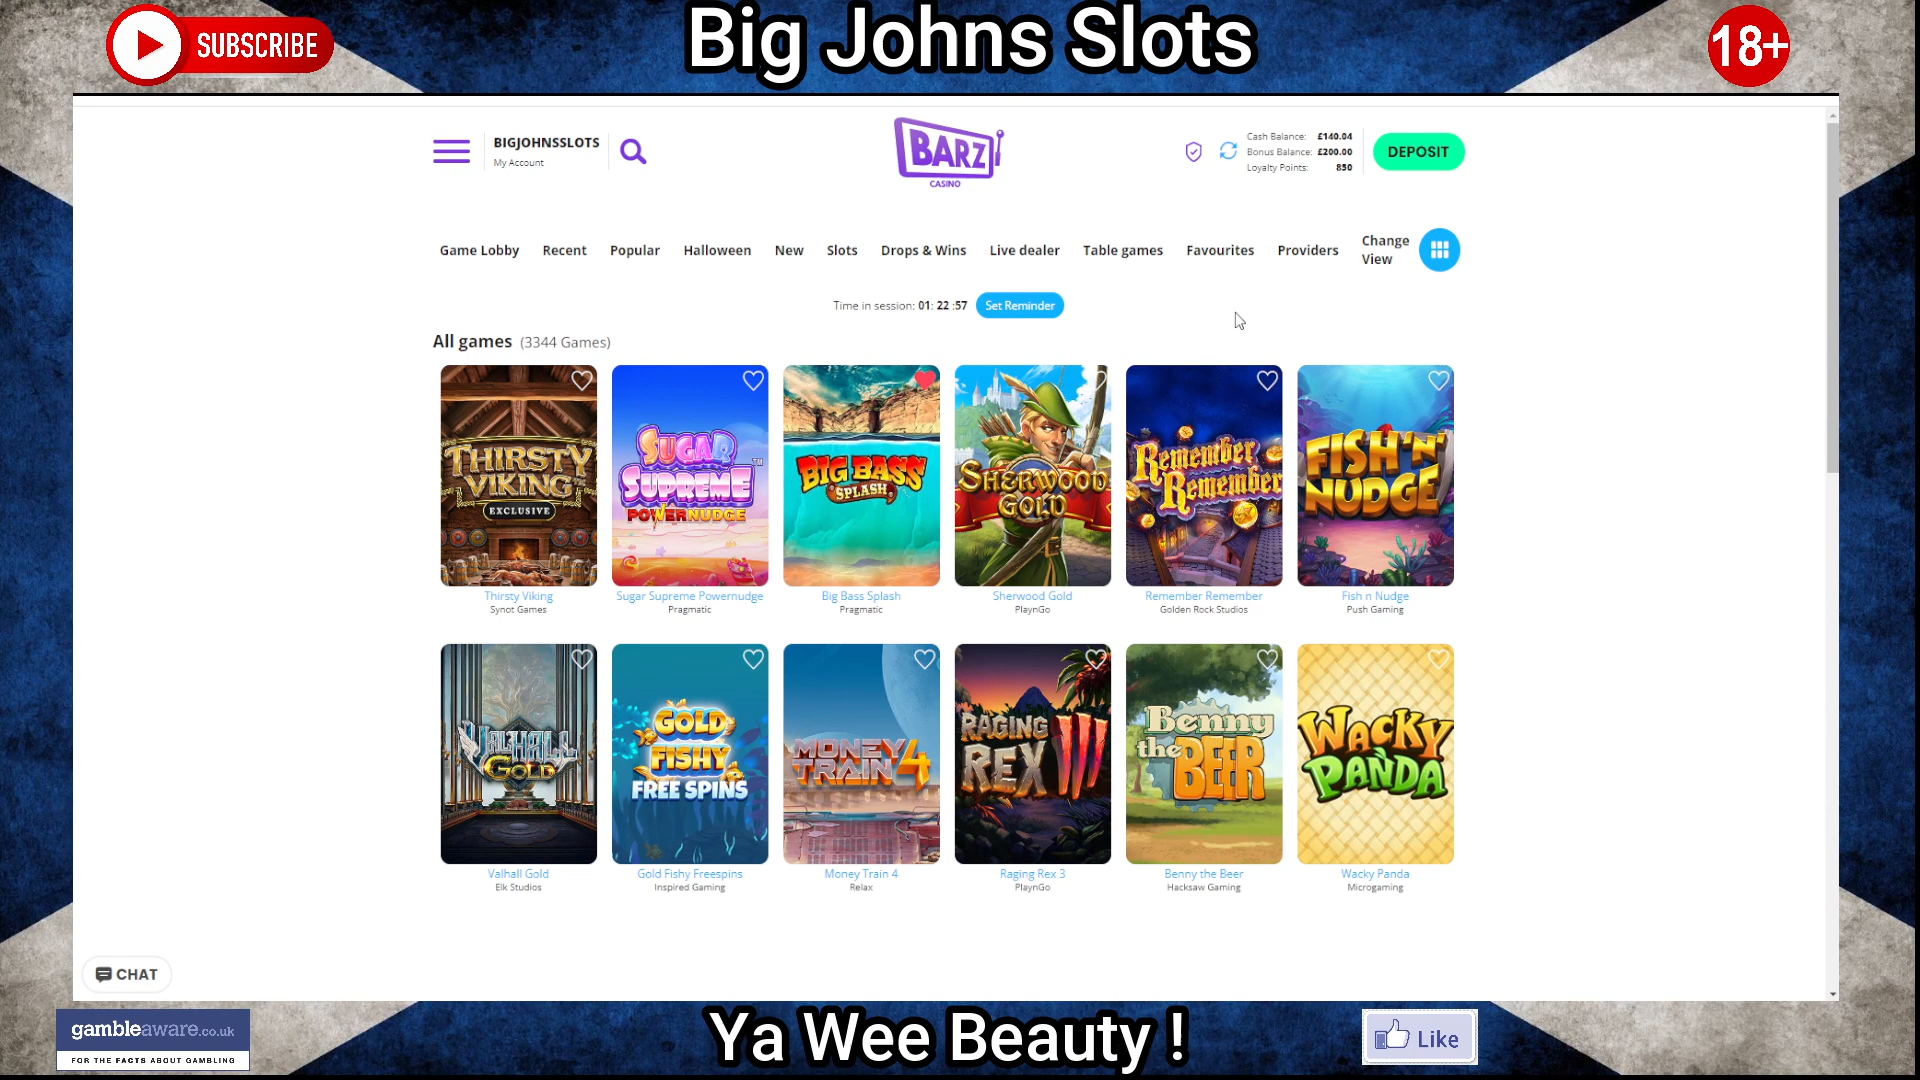 SUBSCRIBE
Big Johns Slots
18+
BIGJOHNSSLOTS
My Account
BARZ
CASINO
Cash Balance: £140.04
Bonus Balance: £200.00
Loyalty Points: 850
DEPOSIT
Game Lobby Recent Popular Halloween New Slots Drops & Wins Live dealer Table games Favourites Providers Change View
Time in session: 01: 22 :57 Set Reminder
All games (3344 Games)
THIRSTY
VIKING
EXCLUSIVE
SUGAR
SUPREME™
POWERNUDGE
BIG BASS
SPLASH
SHERWOOD
GOLD
Remember
Remember
FISH 'N'
NUDGE
Thirsty Viking Sugar Supreme Powernudge Big Bass Splash Sherwood Gold Remember Remember Fish n Nudge
Synot Games Pragmatic Pragmatic PlaynGo Golden Rock Studios Push Gaming
VALHALL
GOLD
GOLD
FISHY
FREE SPINS
MONEY
TRAIN 4
RAGING
REX III
Benny
the BEER
WACKY
PANDA
Valhall Gold Gold Fishy Freespins Money Train 4 Raging Rex 3 Benny the Beer Wacky Panda
Elk Studios Inspired Gaming Relax PlaynGo Hacksaw Gaming Microgaming
CHAT
gambleaware.co.uk
FOR THE FACTS ABOUT GAMBLING
Ya Wee Beauty !
Like